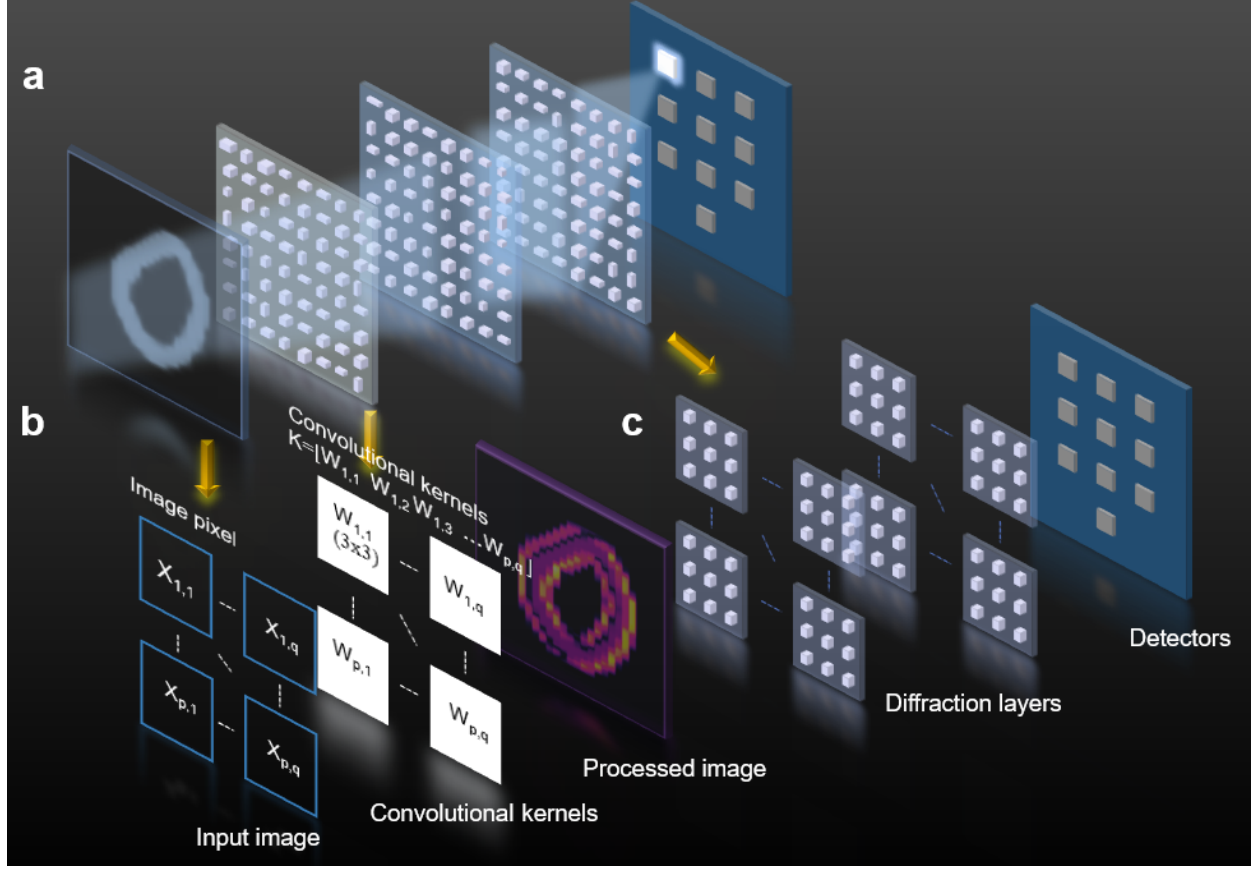 a
b
c
Image pixel
X1,1
X1,q
Xp,1
Xp,q
Input image
Convolutional kernels
K=⌊W1,1 W1,2 W1,3 ...Wp,q⌋
W1,1
(3x3)
W1,q
Wp,1
Wp,q
Convolutional kernels
Processed image
Diffraction layers
Detectors